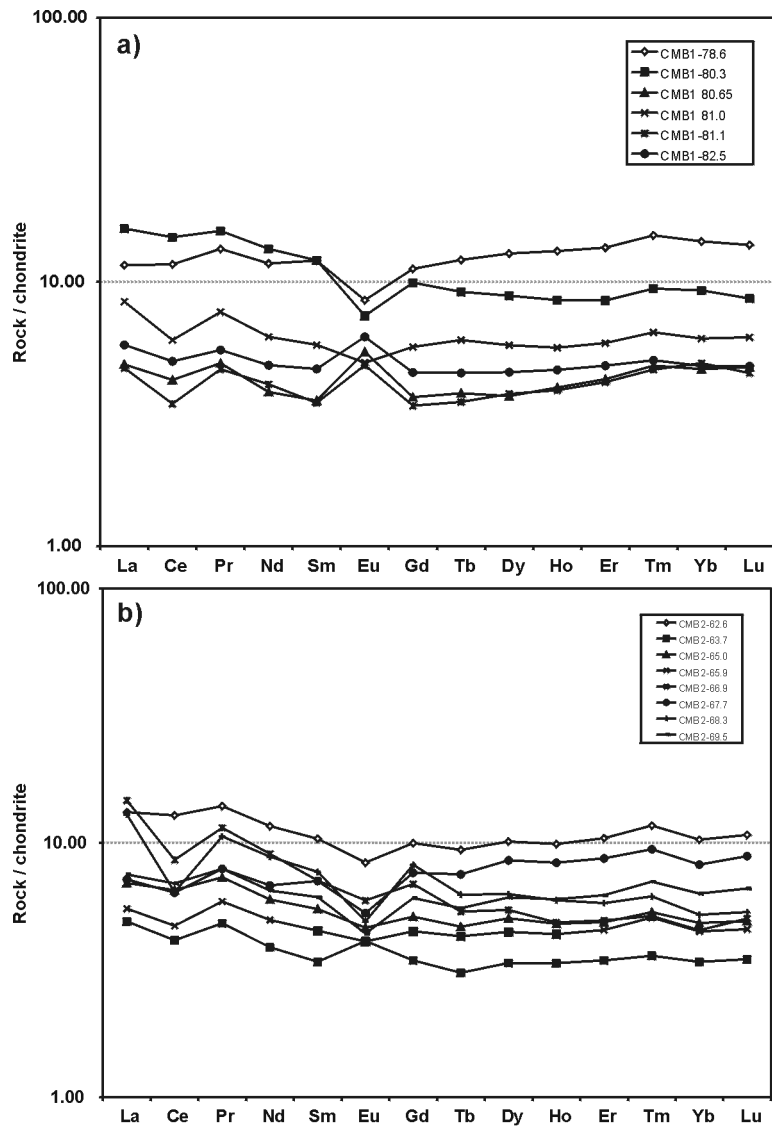 100.00
a)
CMB1-78.6
CMB1-80.3
CMB1 80.65
CMB1 81.0
CMB1-81.1
CMB1-82.5
Rock / chondrite
10.00
1.00
La Ce Pr Nd Sm Eu Gd Tb Dy Ho Er Tm Yb Lu
100.00
b)
CMB2-62.6
CMB2-63.7
CMB2-65.0
CMB2-65.9
CMB2-66.9
CMB2-67.7
CMB2-68.3
CMB2-69.5
Rock / chondrite
10.00
1.00
La Ce Pr Nd Sm Eu Gd Tb Dy Ho Er Tm Yb Lu